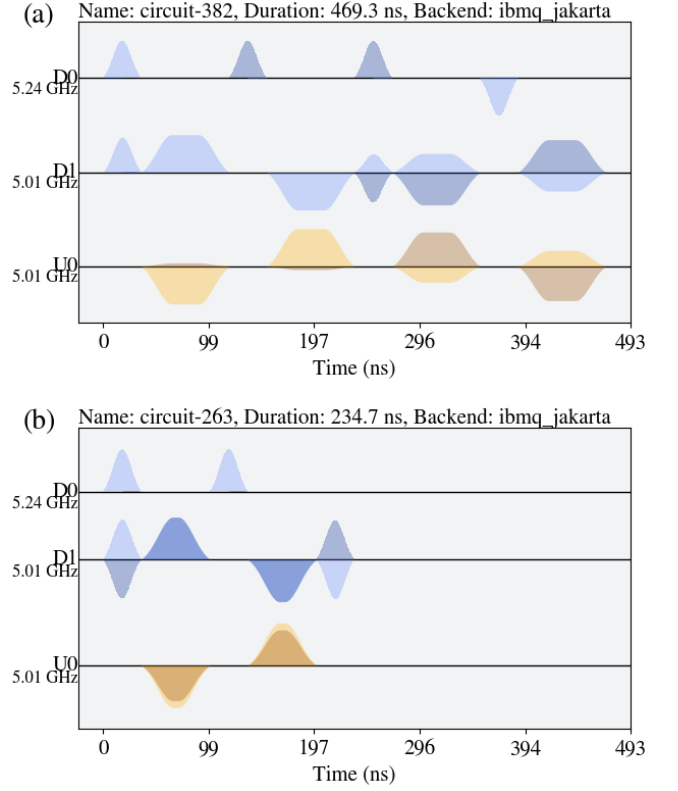 (a) Name: circuit-382, Duration: 469.3 ns, Backend: ibmq_jakarta
D0
5.24 GHz
D1
5.01 GHz
U0
5.01 GHz
0 99 197 296 394 493
Time (ns)
(b) Name: circuit-263, Duration: 234.7 ns, Backend: ibmq_jakarta
D0
5.24 GHz
D1
5.01 GHz
U0
5.01 GHz
0 99 197 296 394 493
Time (ns)